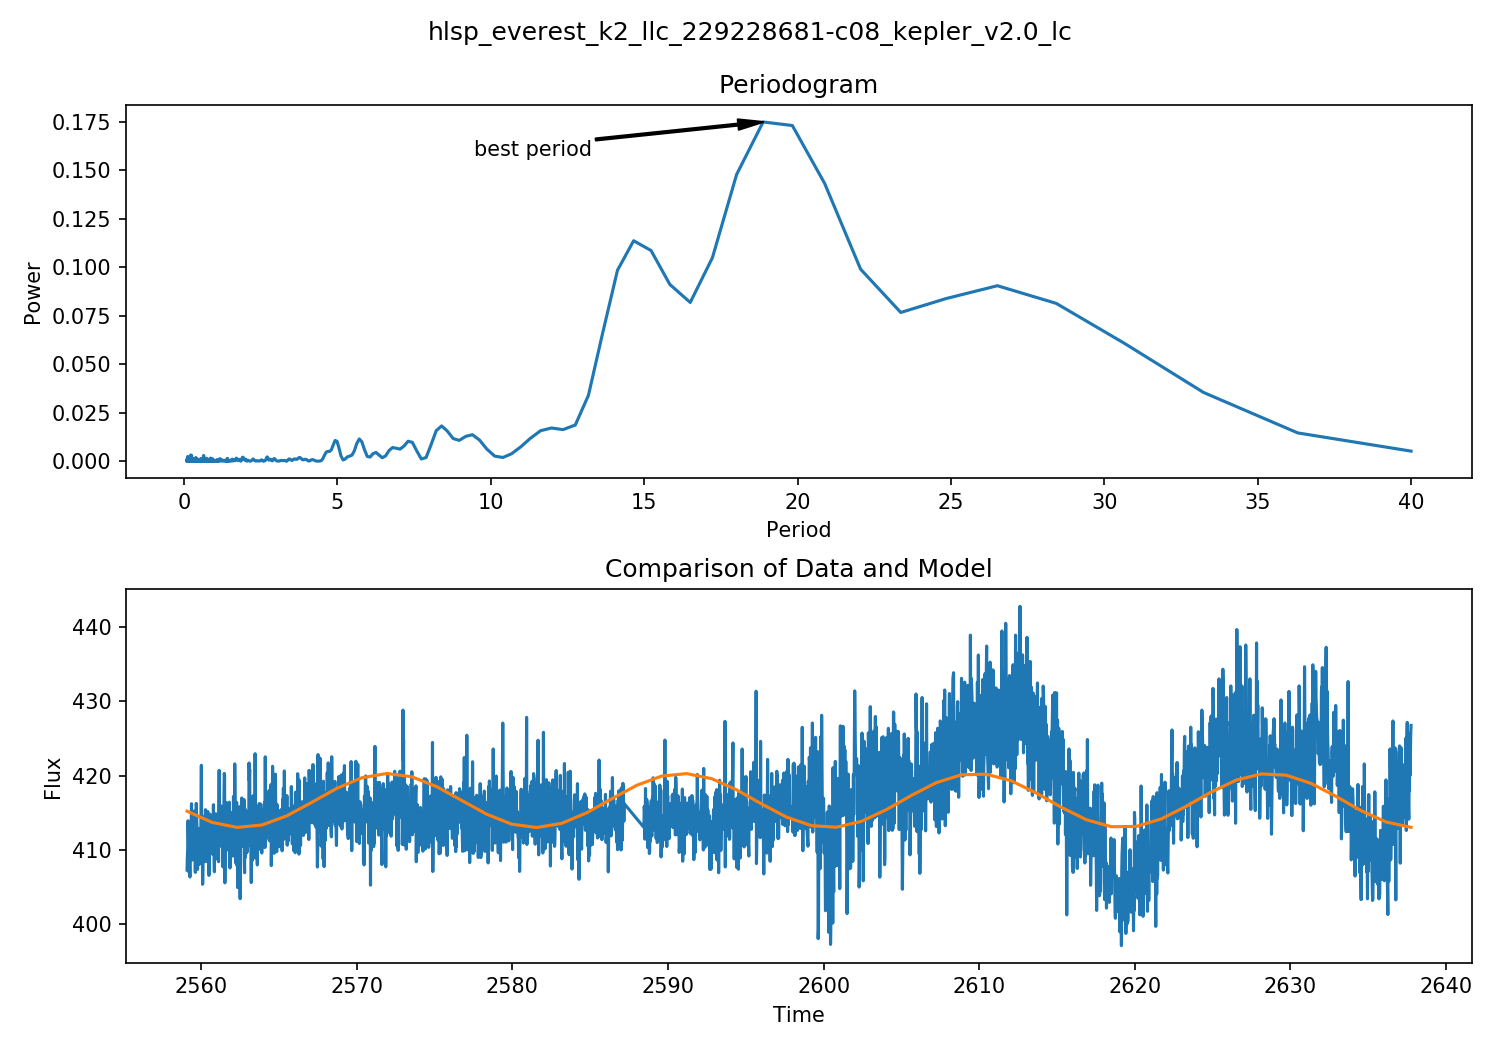 hlsp_everest_k2_llc_229228681-c08_kepler_v2.0_lc
Periodogram
0.175
0.150
0.125
0.100
0.075
0.050
0.025
0.000
Power
best period
0 5 10 15 20 25 30 35 40
Period
Comparison of Data and Model
440
430
420
410
400
Flux
2560 2570 2580 2590 2600 2610 2620 2630 2640
Time